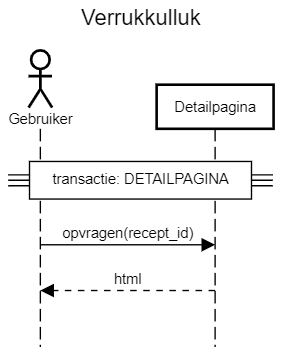 Verrukkulluk
Gebruiker
Detailpagina
transactie: DETAILPAGINA
opvragen(recept_id)
html